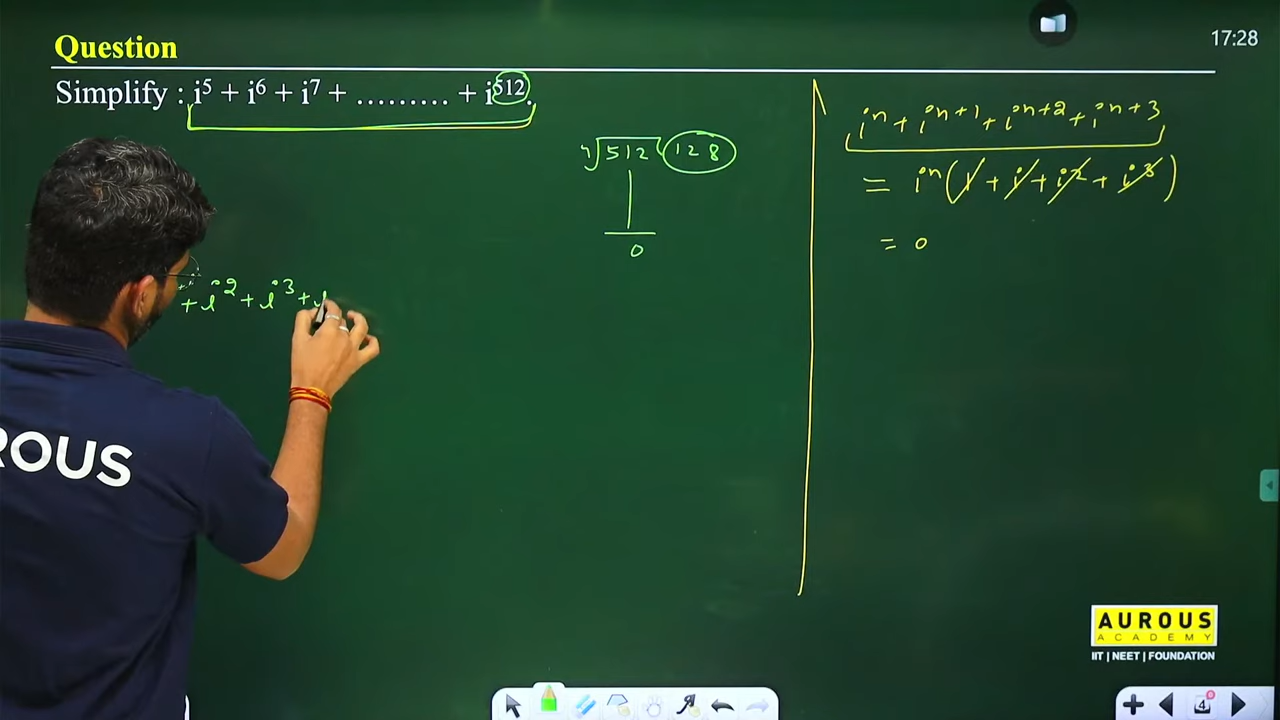 17:28
Question
Simplify : i⁵ + i⁶ + i⁷ + ……… + i⁵¹².
4√512(128
0
+ i² + i³ +
iⁿ + iⁿ⁺¹ + iⁿ⁺² + iⁿ⁺³
= iⁿ(1 + i + i² + i³)
= 0
ROUS
4
AUROUS
ACADEMY
IIT | NEET | FOUNDATION